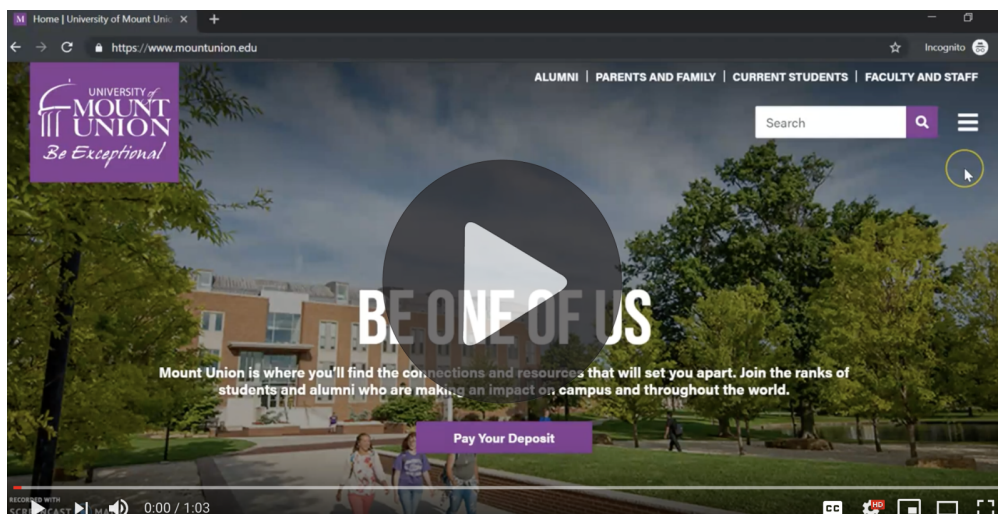 M Home | University of Mount Unio
https://www.mountunion.edu
Incognito
ALUMNI | PARENTS AND FAMILY | CURRENT STUDENTS | FACULTY AND STAFF
UNIVERSITY of
MOUNT
UNION
Be Exceptional
Search
BE ONE OF US
Mount Union is where you'll find the connections and resources that will set you apart. Join the ranks of
students and alumni who are making an impact on campus and throughout the world.
Pay Your Deposit
RECORDED WITH
0:00 / 1:03
CC
HD